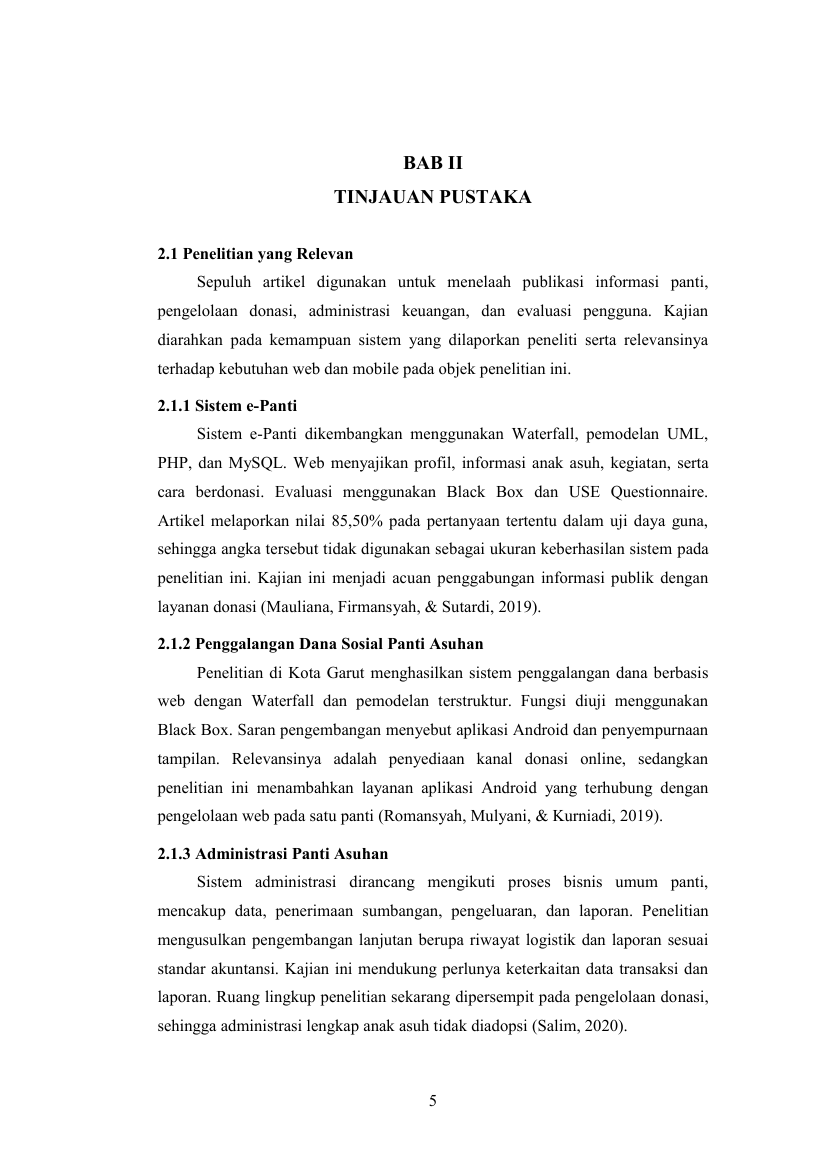 BAB II
TINJAUAN PUSTAKA
2.1 Penelitian yang Relevan
Sepuluh artikel digunakan untuk menelaah publikasi informasi panti,
pengelolaan donasi, administrasi keuangan, dan evaluasi pengguna. Kajian
diarahkan pada kemampuan sistem yang dilaporkan peneliti serta relevansinya
terhadap kebutuhan web dan mobile pada objek penelitian ini.
2.1.1 Sistem e-Panti
Sistem e-Panti dikembangkan menggunakan Waterfall, pemodelan UML,
PHP, dan MySQL. Web menyajikan profil, informasi anak asuh, kegiatan, serta
cara berdonasi. Evaluasi menggunakan Black Box dan USE Questionnaire.
Artikel melaporkan nilai 85,50% pada pertanyaan tertentu dalam uji daya guna,
sehingga angka tersebut tidak digunakan sebagai ukuran keberhasilan sistem pada
penelitian ini. Kajian ini menjadi acuan penggabungan informasi publik dengan
layanan donasi (Mauliana, Firmansyah, & Sutardi, 2019).
2.1.2 Penggalangan Dana Sosial Panti Asuhan
Penelitian di Kota Garut menghasilkan sistem penggalangan dana berbasis
web dengan Waterfall dan pemodelan terstruktur. Fungsi diuji menggunakan
Black Box. Saran pengembangan menyebut aplikasi Android dan penyempurnaan
tampilan. Relevansinya adalah penyediaan kanal donasi online, sedangkan
penelitian ini menambahkan layanan aplikasi Android yang terhubung dengan
pengelolaan web pada satu panti (Romansyah, Mulyani, & Kurniadi, 2019).
2.1.3 Administrasi Panti Asuhan
Sistem administrasi dirancang mengikuti proses bisnis umum panti,
mencakup data, penerimaan sumbangan, pengeluaran, dan laporan. Penelitian
mengusulkan pengembangan lanjutan berupa riwayat logistik dan laporan sesuai
standar akuntansi. Kajian ini mendukung perlunya keterkaitan data transaksi dan
laporan. Ruang lingkup penelitian sekarang dipersempit pada pengelolaan donasi,
sehingga administrasi lengkap anak asuh tidak diadopsi (Salim, 2020).
5